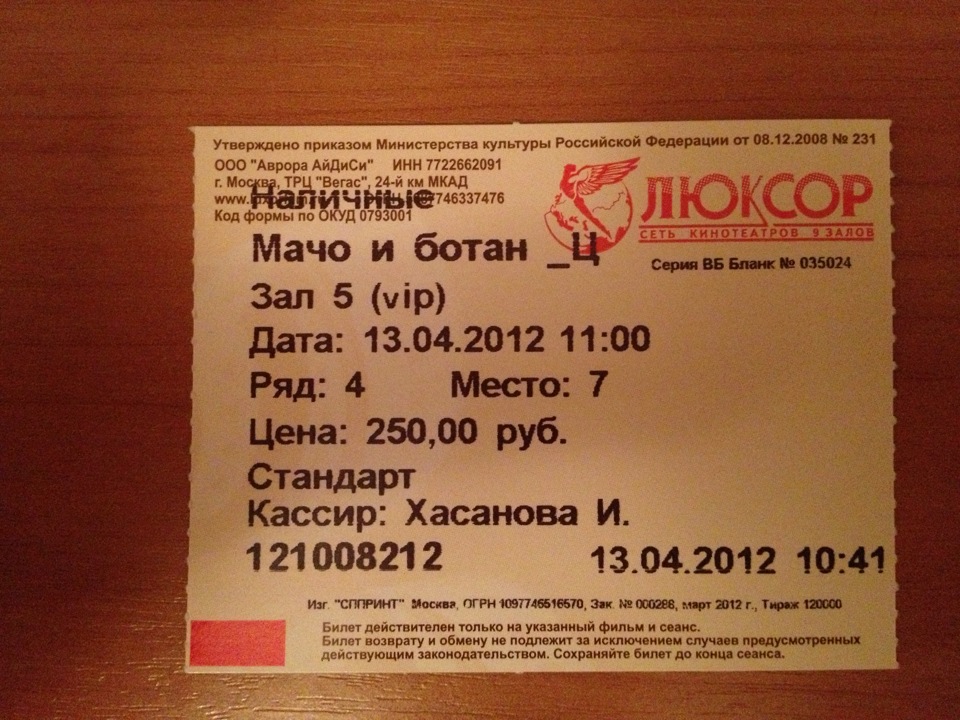 Утверждено приказом Министерства культуры Российской Федерации от 08.12.2008 № 231
ООО "Аврора АйДиСи" ИНН 7722662091
г. Москва, ТРЦ "Вегас", 24-й км МКАД
Наличные
Код формы по ОКУД 0793001
ЛЮКСОР
СЕТЬ КИНОТЕАТРОВ 9 ЗАЛОВ
Серия ВБ Бланк № 035024
Мачо и ботан _Ц
Зал 5 (vip)
Дата: 13.04.2012 11:00
Ряд: 4 Место: 7
Цена: 250,00 руб.
Стандарт
Кассир: Хасанова И.
121008212 13.04.2012 10:41
Изг. "СППРИНТ" Москва, ОГРН 1097746516570, Зак. № 000286, март 2012 г., Тираж 120000
Билет действителен только на указанный фильм и сеанс.
Билет возврату и обмену не подлежит за исключением случаев предусмотренных
действующим законодательством. Сохраняйте билет до конца сеанса.